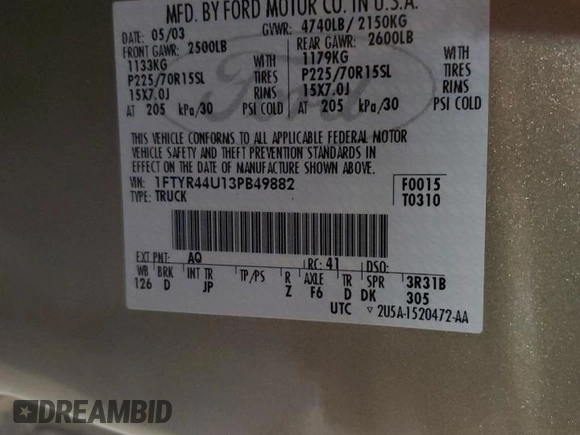 MFD. BY FORD MOTOR CO. IN U.S.A.
DATE: 05/03 GVWR: 4740LB/ 2150KG
FRONT GAWR: 2500LB REAR GAWR: 2600LB
1133KG WITH 1179KG WITH
P225/70R15SL TIRES P225/70R15SL TIRES
15X7.0J RIMS 15X7.0J RIMS
AT 205 kPa/30 PSI COLD AT 205 kPa/30 PSI COLD
Ford
THIS VEHICLE CONFORMS TO ALL APPLICABLE FEDERAL MOTOR
VEHICLE SAFETY AND THEFT PREVENTION STANDARDS IN
EFFECT ON THE DATE OF MANUFACTURE SHOWN ABOVE.
VIN: 1FTYR44U13PB49882 F0015
TYPE: TRUCK T0310
EXT PNT: AQ RC: 41 DSO:
WB BRK INT TR TP/PS R AXLE TR SPR 3R31B
126 D JP Z F6 D DK 305
UTC ▽ 2U5A-1520472-AA
DREAMBID